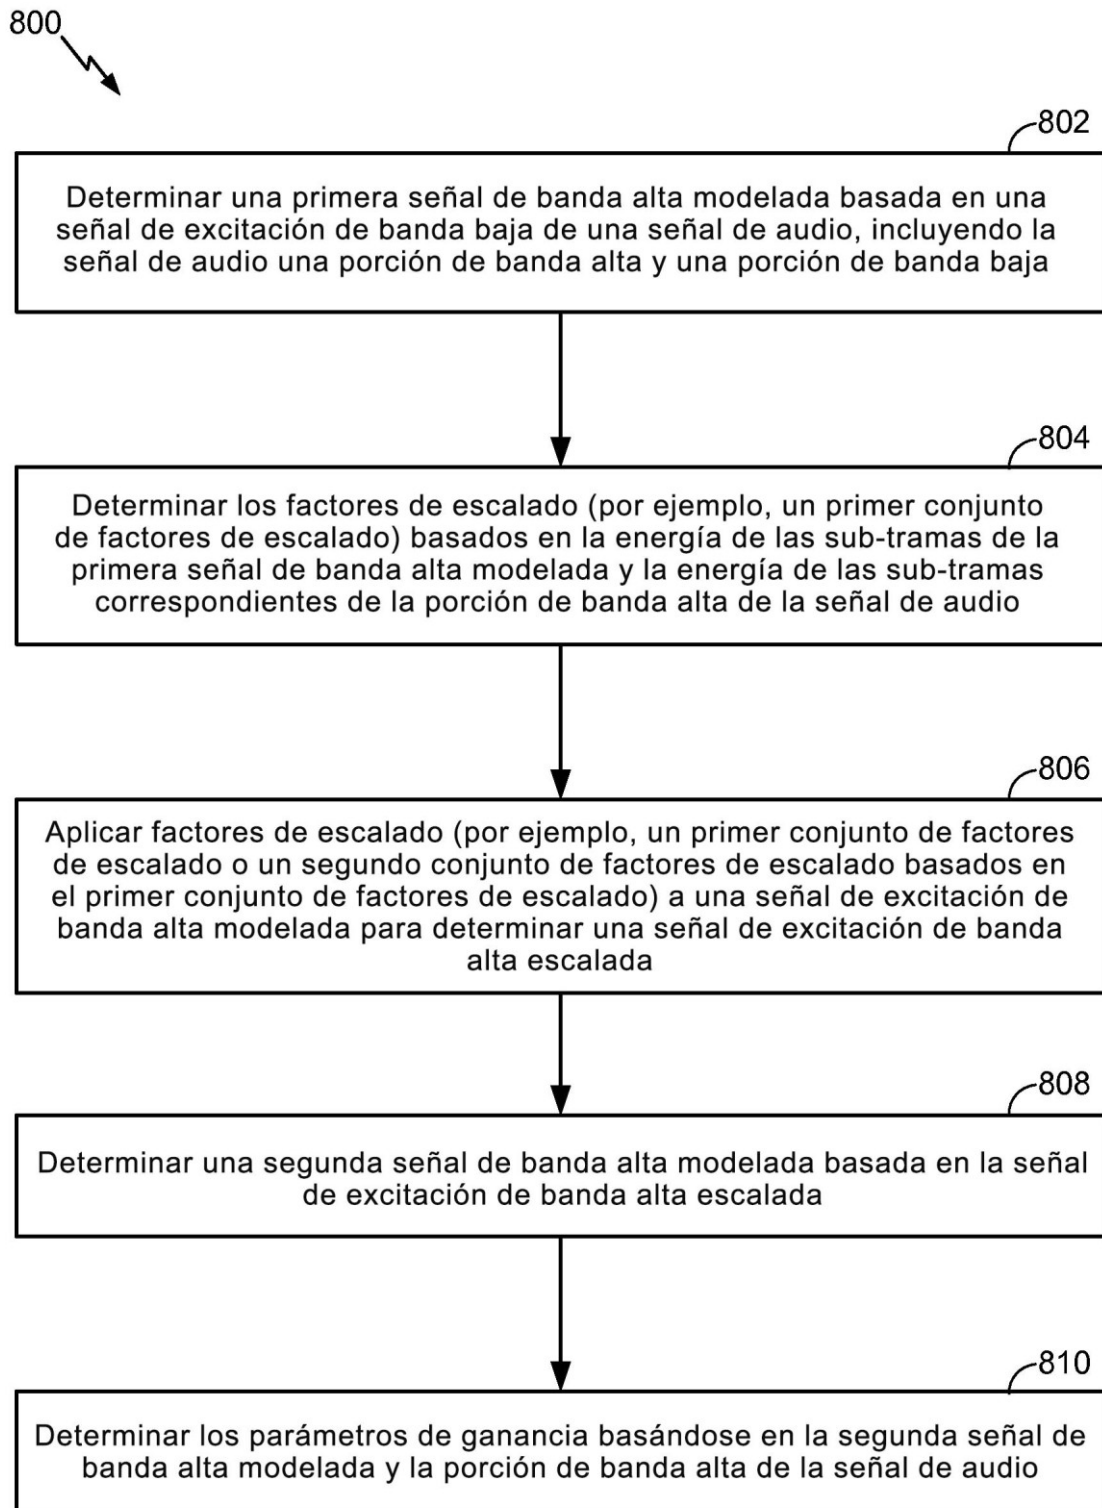 800
802
Determinar una primera señal de banda alta modelada basada en una
señal de excitación de banda baja de una señal de audio, incluyendo la
señal de audio una porción de banda alta y una porción de banda baja
804
Determinar los factores de escalado (por ejemplo, un primer conjunto
de factores de escalado) basados en la energía de las sub-tramas de la
primera señal de banda alta modelada y la energía de las sub-tramas
correspondientes de la porción de banda alta de la señal de audio
806
Aplicar factores de escalado (por ejemplo, un primer conjunto de factores
de escalado o un segundo conjunto de factores de escalado basados en
el primer conjunto de factores de escalado) a una señal de excitación de
banda alta modelada para determinar una señal de excitación de banda
alta escalada
808
Determinar una segunda señal de banda alta modelada basada en la señal
de excitación de banda alta escalada
810
Determinar los parámetros de ganancia basándose en la segunda señal de
banda alta modelada y la porción de banda alta de la señal de audio